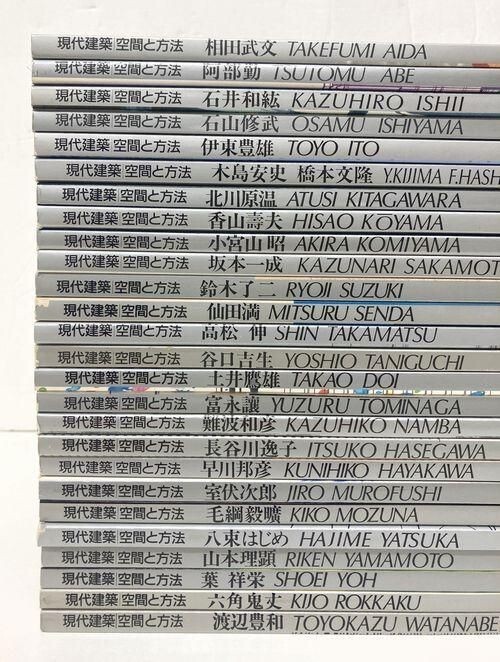 現代建築 空間と方法 相田武文 TAKEFUMI AIDA
現代建築 空間と方法 阿部勤 TSUTOMU ABE
現代建築 空間と方法 石井和紘 KAZUHIRO ISHII
現代建築 空間と方法 石山修武 OSAMU ISHIYAMA
現代建築 空間と方法 伊東豊雄 TOYO ITO
現代建築 空間と方法 木島安史 橋本文隆 Y.KIJIMA F.HASH
現代建築 空間と方法 北川原温 ATUSI KITAGAWARA
現代建築 空間と方法 香山壽夫 HISAO KOYAMA
現代建築 空間と方法 小宮山昭 AKIRA KOMIYAMA
現代建築 空間と方法 坂本一成 KAZUNARI SAKAMOT
現代建築 空間と方法 鈴木了二 RYOJI SUZUKI
現代建築 空間と方法 仙田満 MITSURU SENDA
現代建築 空間と方法 高松伸 SHIN TAKAMATSU
現代建築 空間と方法 谷口吉生 YOSHIO TANIGUCHI
現代建築 空間と方法 土井鷹雄 TAKAO DOI
現代建築 空間と方法 富永讓 YUZURU TOMINAGA
現代建築 空間と方法 難波和彦 KAZUHIKO NAMBA
現代建築 空間と方法 長谷川逸子 ITSUKO HASEGAWA
現代建築 空間と方法 早川邦彦 KUNIHIKO HAYAKAWA
現代建築 空間と方法 室伏次郎 JIRO MUROFUSHI
現代建築 空間と方法 毛綱毅曠 KIKO MOZUNA
現代建築 空間と方法 八束はじめ HAJIME YATSUKA
現代建築 空間と方法 山本理顕 RIKEN YAMAMOTO
現代建築 空間と方法 葉祥栄 SHOEI YOH
現代建築 空間と方法 六角鬼丈 KIJO ROKKAKU
現代建築 空間と方法 渡辺豊和 TOYOKAZU WATANABE